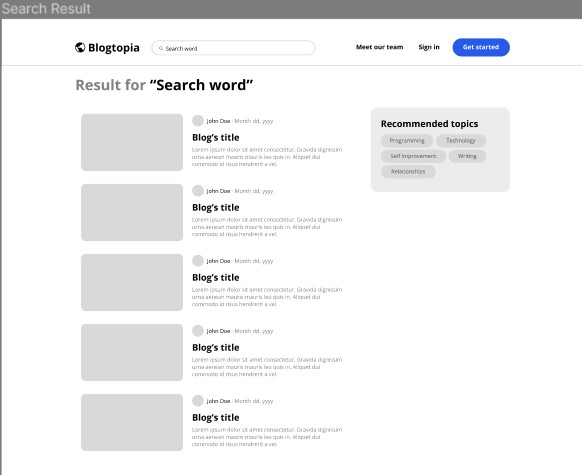 Search Result
Blogtopia
Search word
Meet our team
Sign in
Get started
Result for “Search word”
John Doe · Month dd, yyyy
Blog’s title
Lorem ipsum dolor sit amet consectetur. Gravida dignissim
urna aenean mauris mauris leo quis in. Aliquet dui
commodo id risus hendrerit a vel.
John Doe · Month dd, yyyy
Blog’s title
Lorem ipsum dolor sit amet consectetur. Gravida dignissim
urna aenean mauris mauris leo quis in. Aliquet dui
commodo id risus hendrerit a vel.
John Doe · Month dd, yyyy
Blog’s title
Lorem ipsum dolor sit amet consectetur. Gravida dignissim
urna aenean mauris mauris leo quis in. Aliquet dui
commodo id risus hendrerit a vel.
John Doe · Month dd, yyyy
Blog’s title
Lorem ipsum dolor sit amet consectetur. Gravida dignissim
urna aenean mauris mauris leo quis in. Aliquet dui
commodo id risus hendrerit a vel.
John Doe · Month dd, yyyy
Blog’s title
Lorem ipsum dolor sit amet consectetur. Gravida dignissim
urna aenean mauris mauris leo quis in. Aliquet dui
commodo id risus hendrerit a vel.
Recommended topics
Programming
Technology
Self improvement
Writing
Relationships